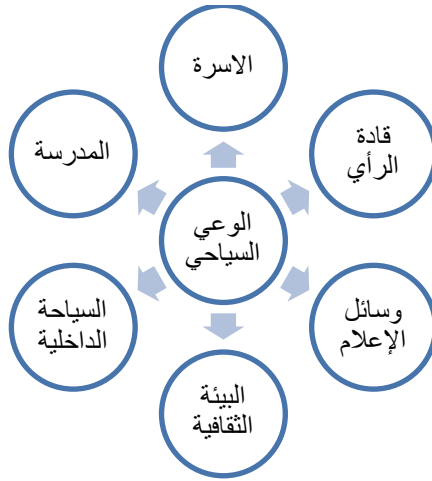 الاسرة
قادة
الرأي
المدرسة
الوعي
السياحي
وسائل
الإعلام
السياحة
الداخلية
البيئة
الثقافية